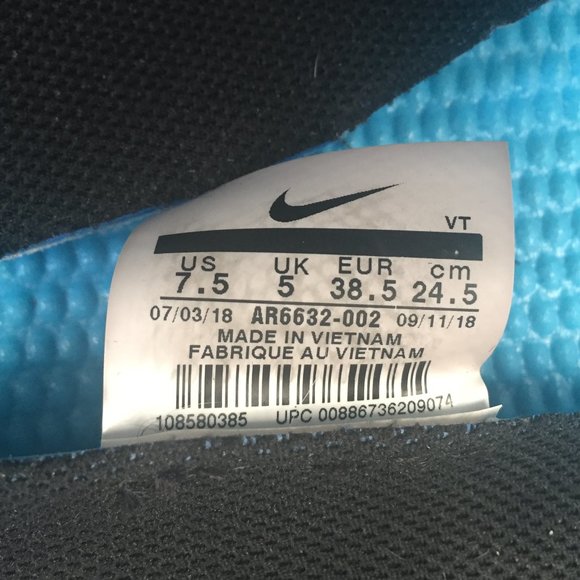 VT
US UK EUR cm
7.5 5 38.5 24.5
07/03/18 AR6632-002 09/11/18
MADE IN VIETNAM
FABRIQUE AU VIETNAM
108580385 UPC 00886736209074